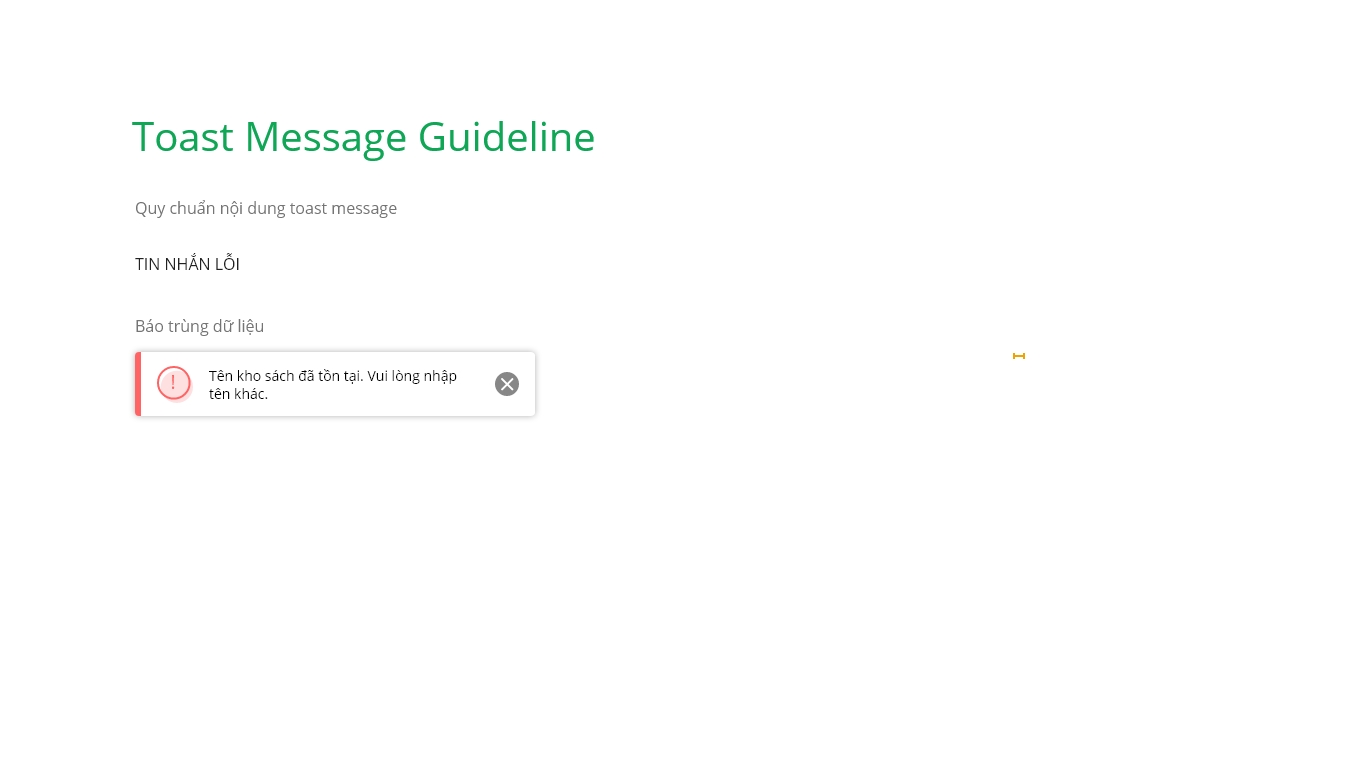 Toast Message Guideline
Quy chuẩn nội dung toast message
TIN NHẮN LỖI
Báo trùng dữ liệu
Tên kho sách đã tồn tại. Vui lòng nhập
tên khác.